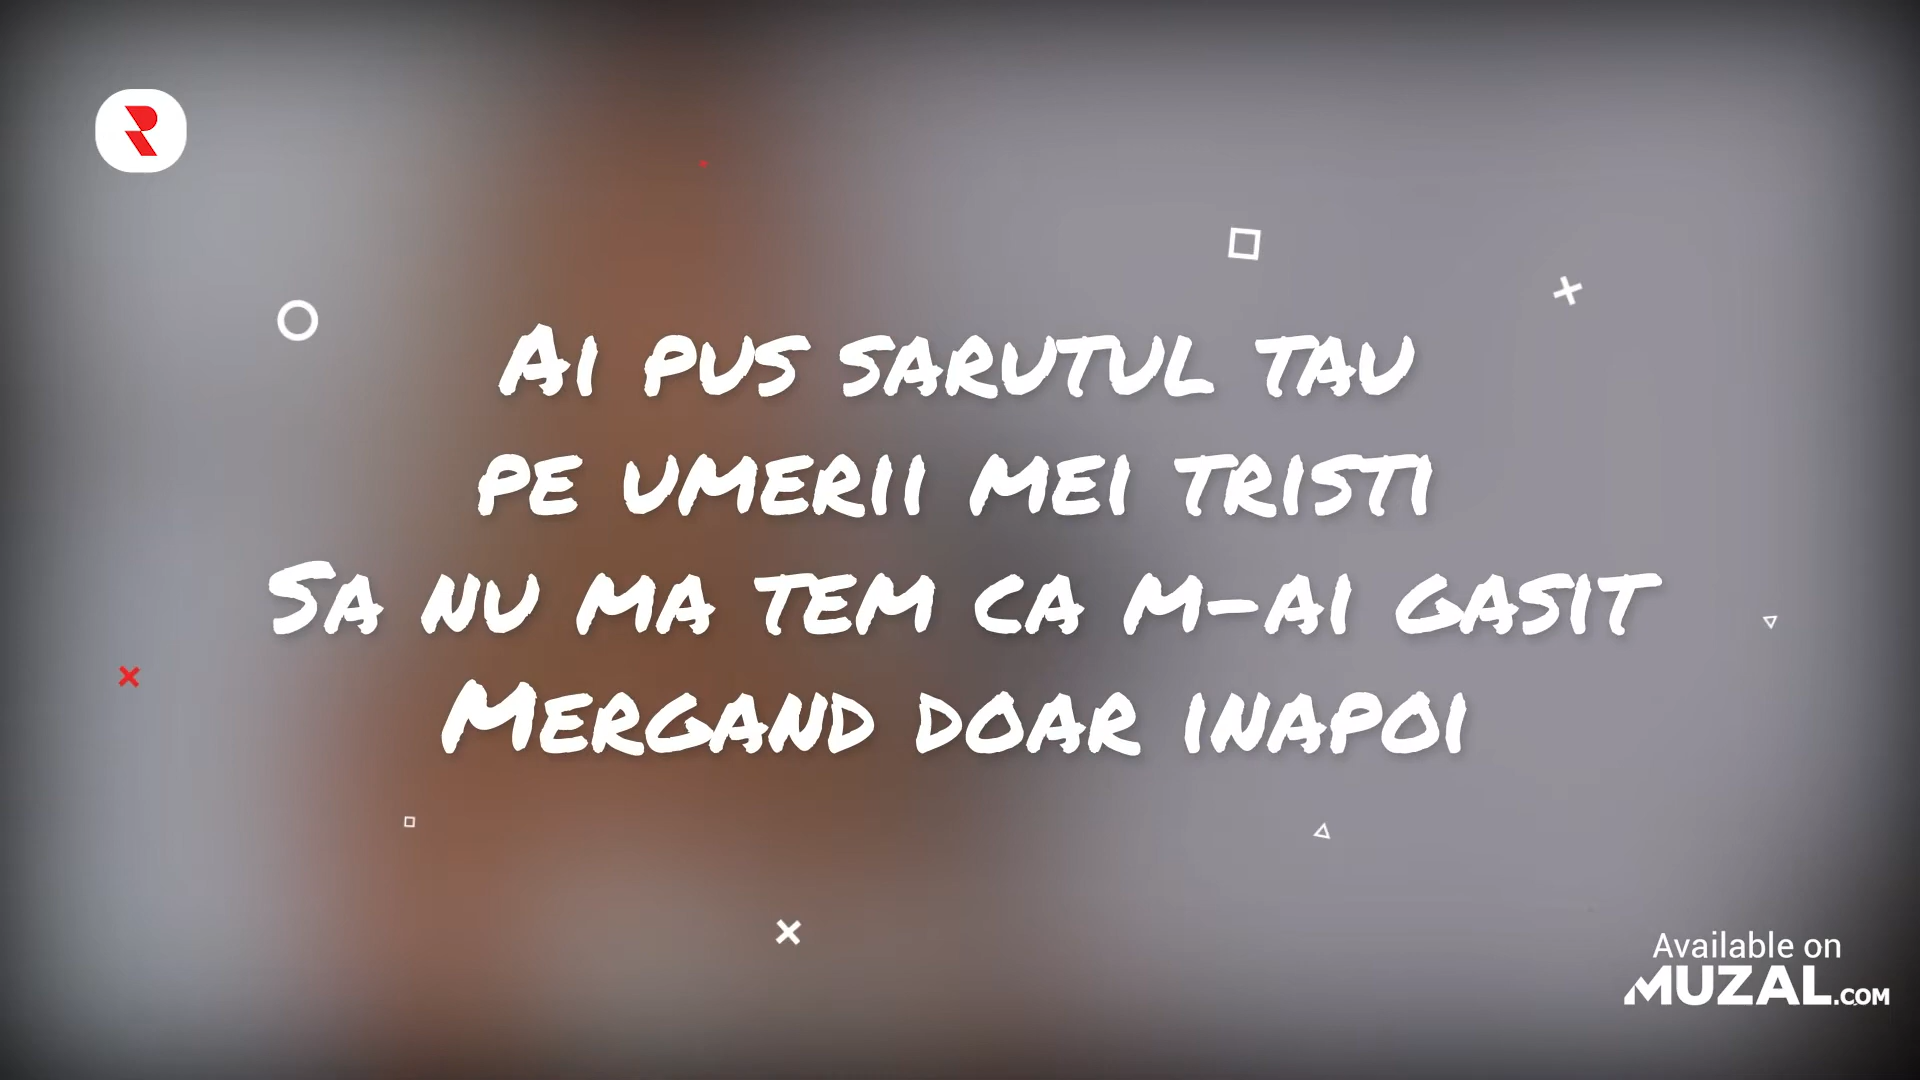 Ai pus sarutul tau
pe umerii mei tristi
Sa nu ma tem ca m-ai gasit
Mergand doar inapoi
Available on
MUZAL.COM